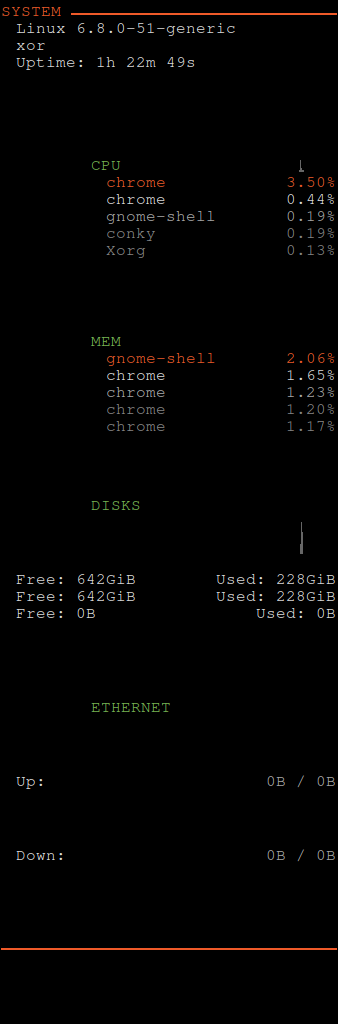 SYSTEM
Linux 6.8.0-51-generic
xor
Uptime: 1h 22m 49s
CPU
chrome 3.50%
chrome 0.44%
gnome-shell 0.19%
conky 0.19%
Xorg 0.13%
MEM
gnome-shell 2.06%
chrome 1.65%
chrome 1.23%
chrome 1.20%
chrome 1.17%
DISKS
Free: 642GiB Used: 228GiB
Free: 642GiB Used: 228GiB
Free: 0B Used: 0B
ETHERNET
Up: 0B / 0B
Down: 0B / 0B